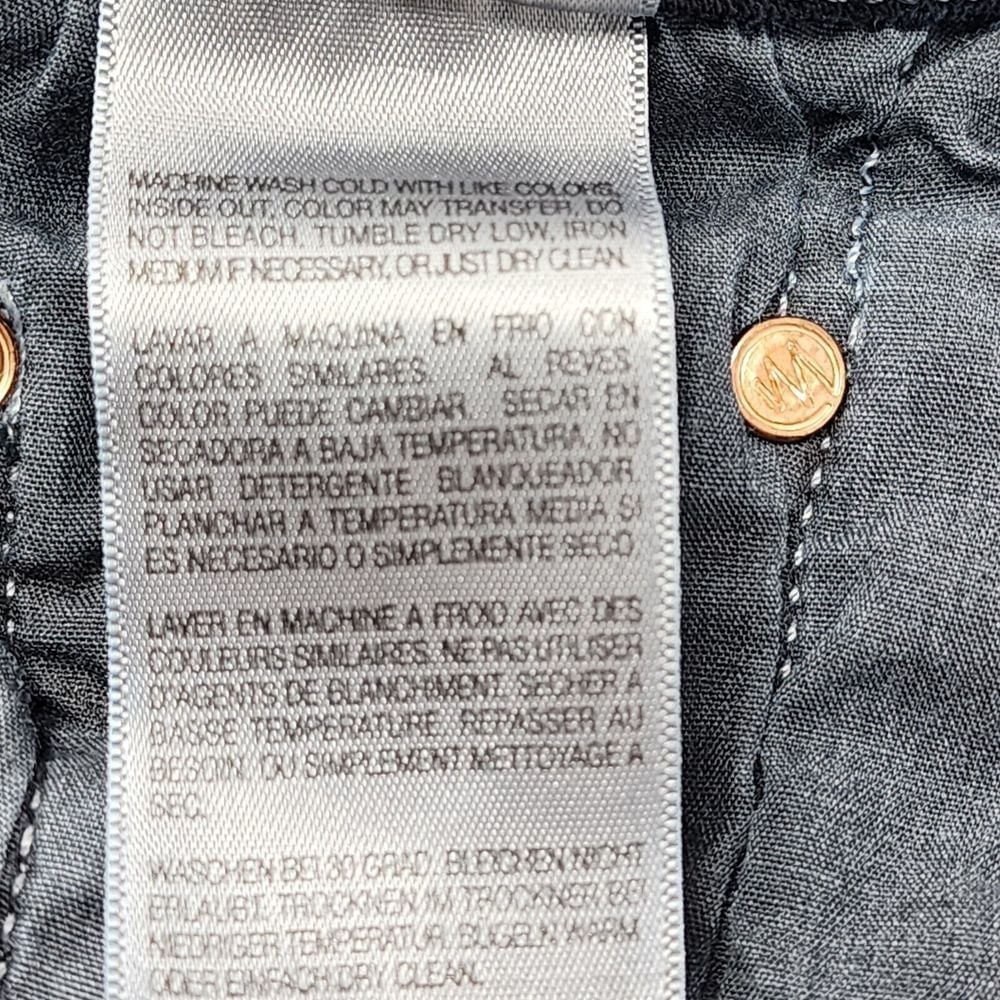 MACHINE WASH COLD WITH LIKE COLORS,
INSIDE OUT, COLOR MAY TRANSFER, DO
NOT BLEACH. TUMBLE DRY LOW, IRON
MEDIUM IF NECESSARY, OR JUST DRY CLEAN.
LAVAR A MAQUINA EN FRIO CON
COLORES SIMILARES. AL REVES.
COLOR PUEDE CAMBIAR. SECAR EN
SECADORA A BAJA TEMPERATURA, NO
USAR DETERGENTE BLANQUEADOR
PLANCHAR A TEMPERATURA MEDIA SI
ES NECESARIO O SIMPLEMENTE SECO
LAVER EN MACHINE A FROID AVEC DES
COULEURS SIMILAIRES. NE PAS UTILISER
D'AGENTS DE BLANCHIMENT. SECHER A
BASSE TEMPERATURE. REPASSER AU
BESOIN. OU SIMPLEMENT METTOYAGE A
SEC.
WASCHEN BEI 30 GRAD, BLEICHEN NICHT
ERLAUBT. TROCKNEN IM TROCKNER BEI
NIEDRIGER TEMPERATUR, BUGELN WARM
ODER EINFACH DRY CLEAN.